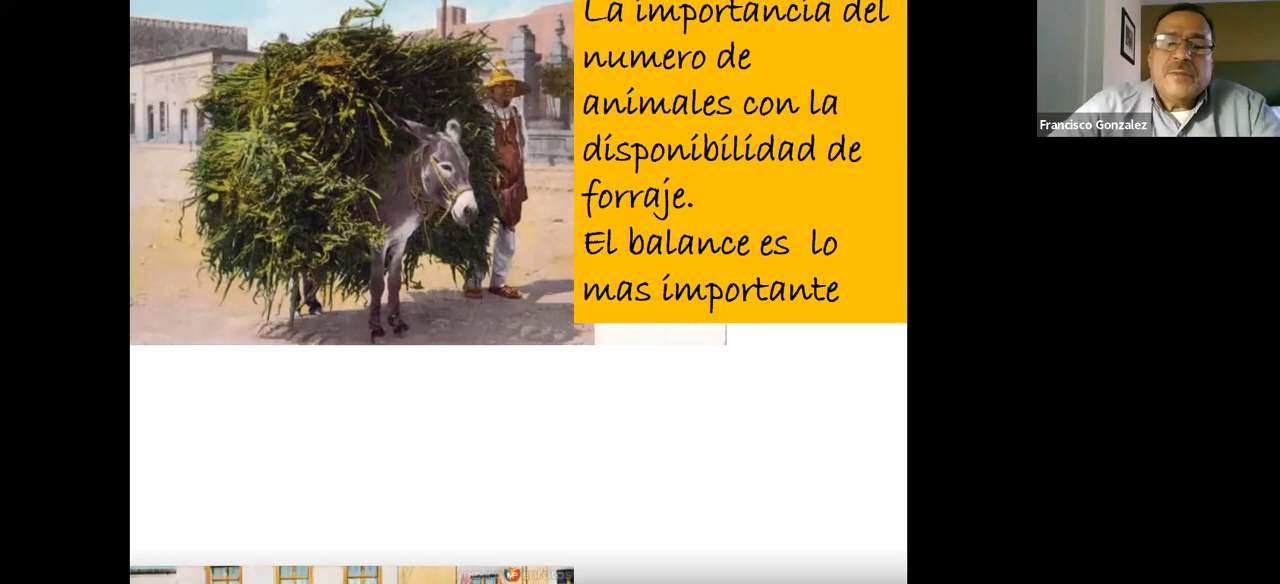 La importancia del
numero de
animales con la
disponibilidad de
forraje.
El balance es lo
mas importante
Francisco Gonzalez